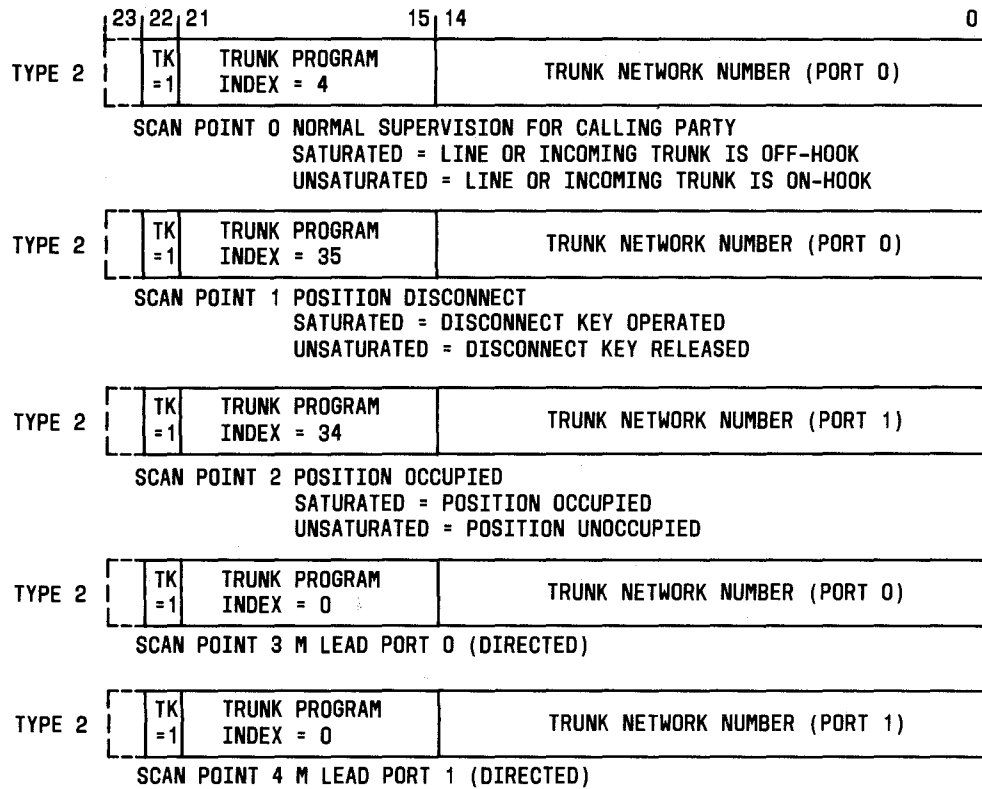 23 22 21 15 14 0
TYPE 2 TK =1 TRUNK PROGRAM INDEX = 4 TRUNK NETWORK NUMBER (PORT 0)
SCAN POINT 0 NORMAL SUPERVISION FOR CALLING PARTY
SATURATED = LINE OR INCOMING TRUNK IS OFF-HOOK
UNSATURATED = LINE OR INCOMING TRUNK IS ON-HOOK
TYPE 2 TK =1 TRUNK PROGRAM INDEX = 35 TRUNK NETWORK NUMBER (PORT 0)
SCAN POINT 1 POSITION DISCONNECT
SATURATED = DISCONNECT KEY OPERATED
UNSATURATED = DISCONNECT KEY RELEASED
TYPE 2 TK =1 TRUNK PROGRAM INDEX = 34 TRUNK NETWORK NUMBER (PORT 1)
SCAN POINT 2 POSITION OCCUPIED
SATURATED = POSITION OCCUPIED
UNSATURATED = POSITION UNOCCUPIED
TYPE 2 TK =1 TRUNK PROGRAM INDEX = 0 TRUNK NETWORK NUMBER (PORT 0)
SCAN POINT 3 M LEAD PORT 0 (DIRECTED)
TYPE 2 TK =1 TRUNK PROGRAM INDEX = 0 TRUNK NETWORK NUMBER (PORT 1)
SCAN POINT 4 M LEAD PORT 1 (DIRECTED)